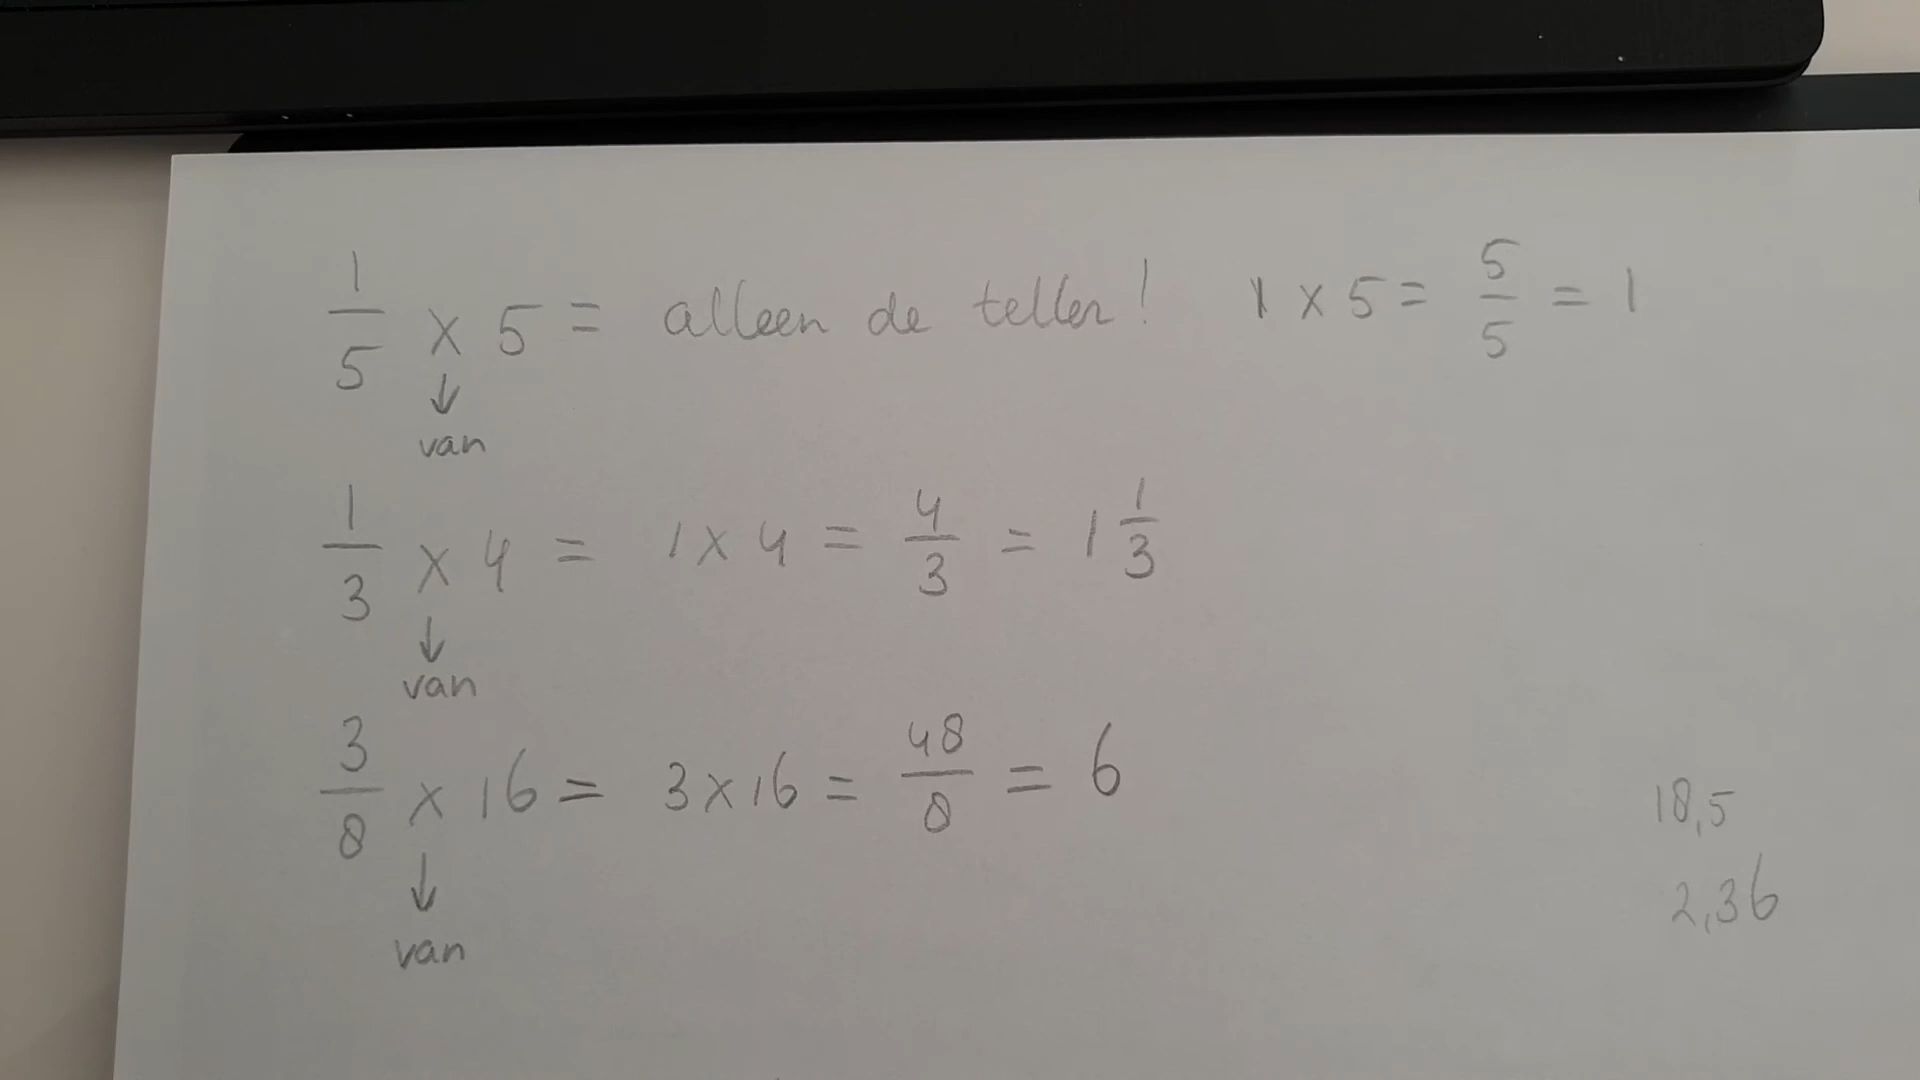 1/5 x 5 = alleen de teller! 1 x 5 = 5/5 = 1
↓
van
1/3 x 4 = 1 x 4 = 4/3 = 1 1/3
↓
van
3/8 x 16 = 3 x 16 = 48/8 = 6
↓
van
18,5
2,36